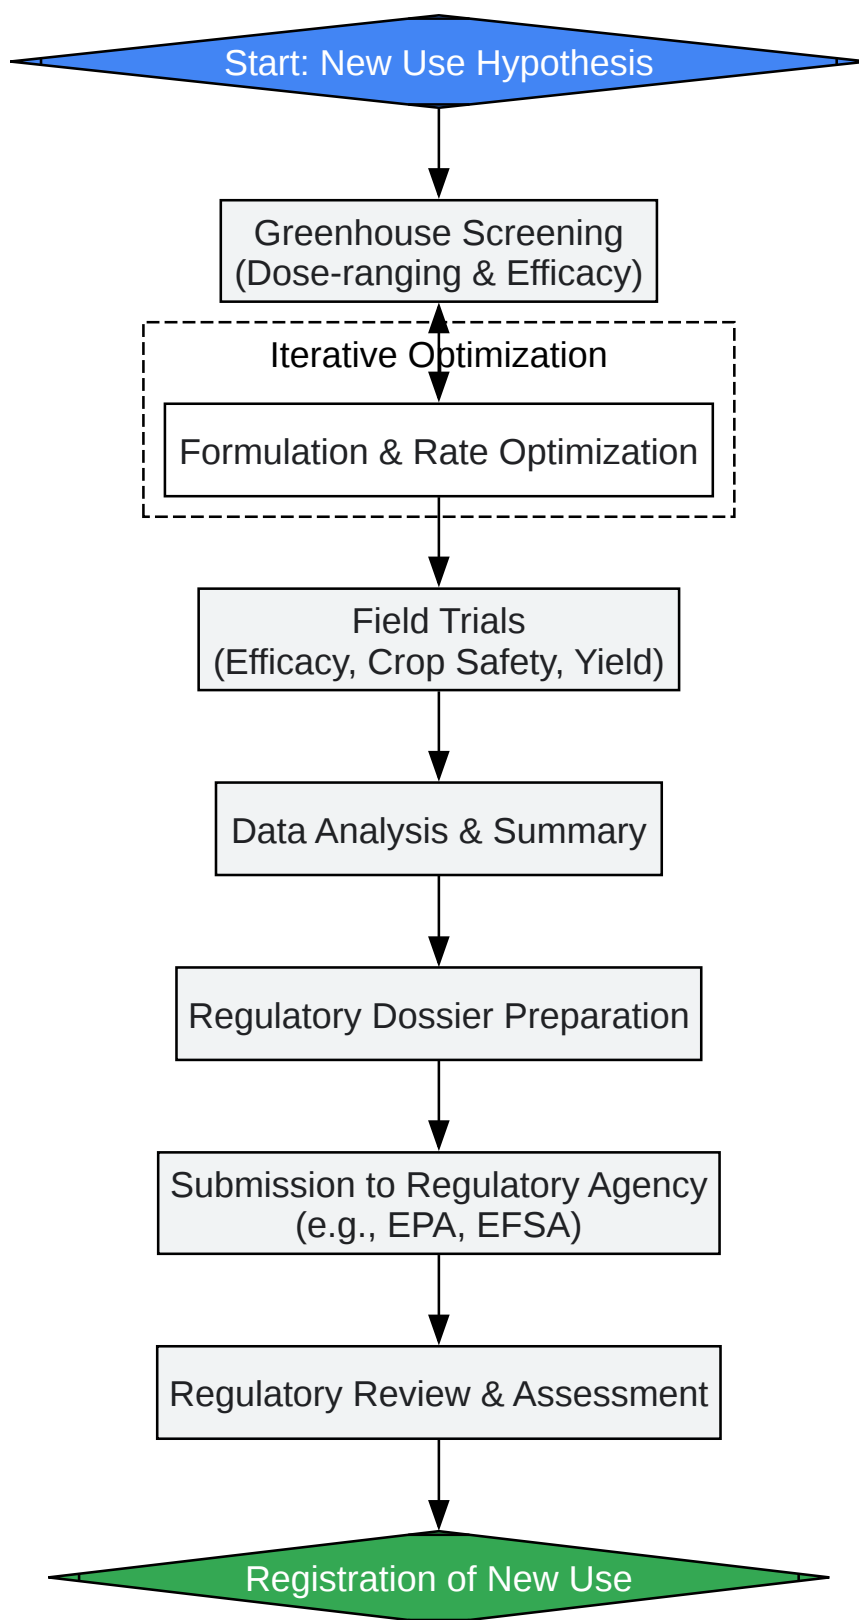 Start: New Use Hypothesis
Greenhouse Screening
(Dose-ranging & Efficacy)
Iterative Optimization
Formulation & Rate Optimization
Field Trials
(Efficacy, Crop Safety, Yield)
Data Analysis & Summary
Regulatory Dossier Preparation
Submission to Regulatory Agency
(e.g., EPA, EFSA)
Regulatory Review & Assessment
Registration of New Use